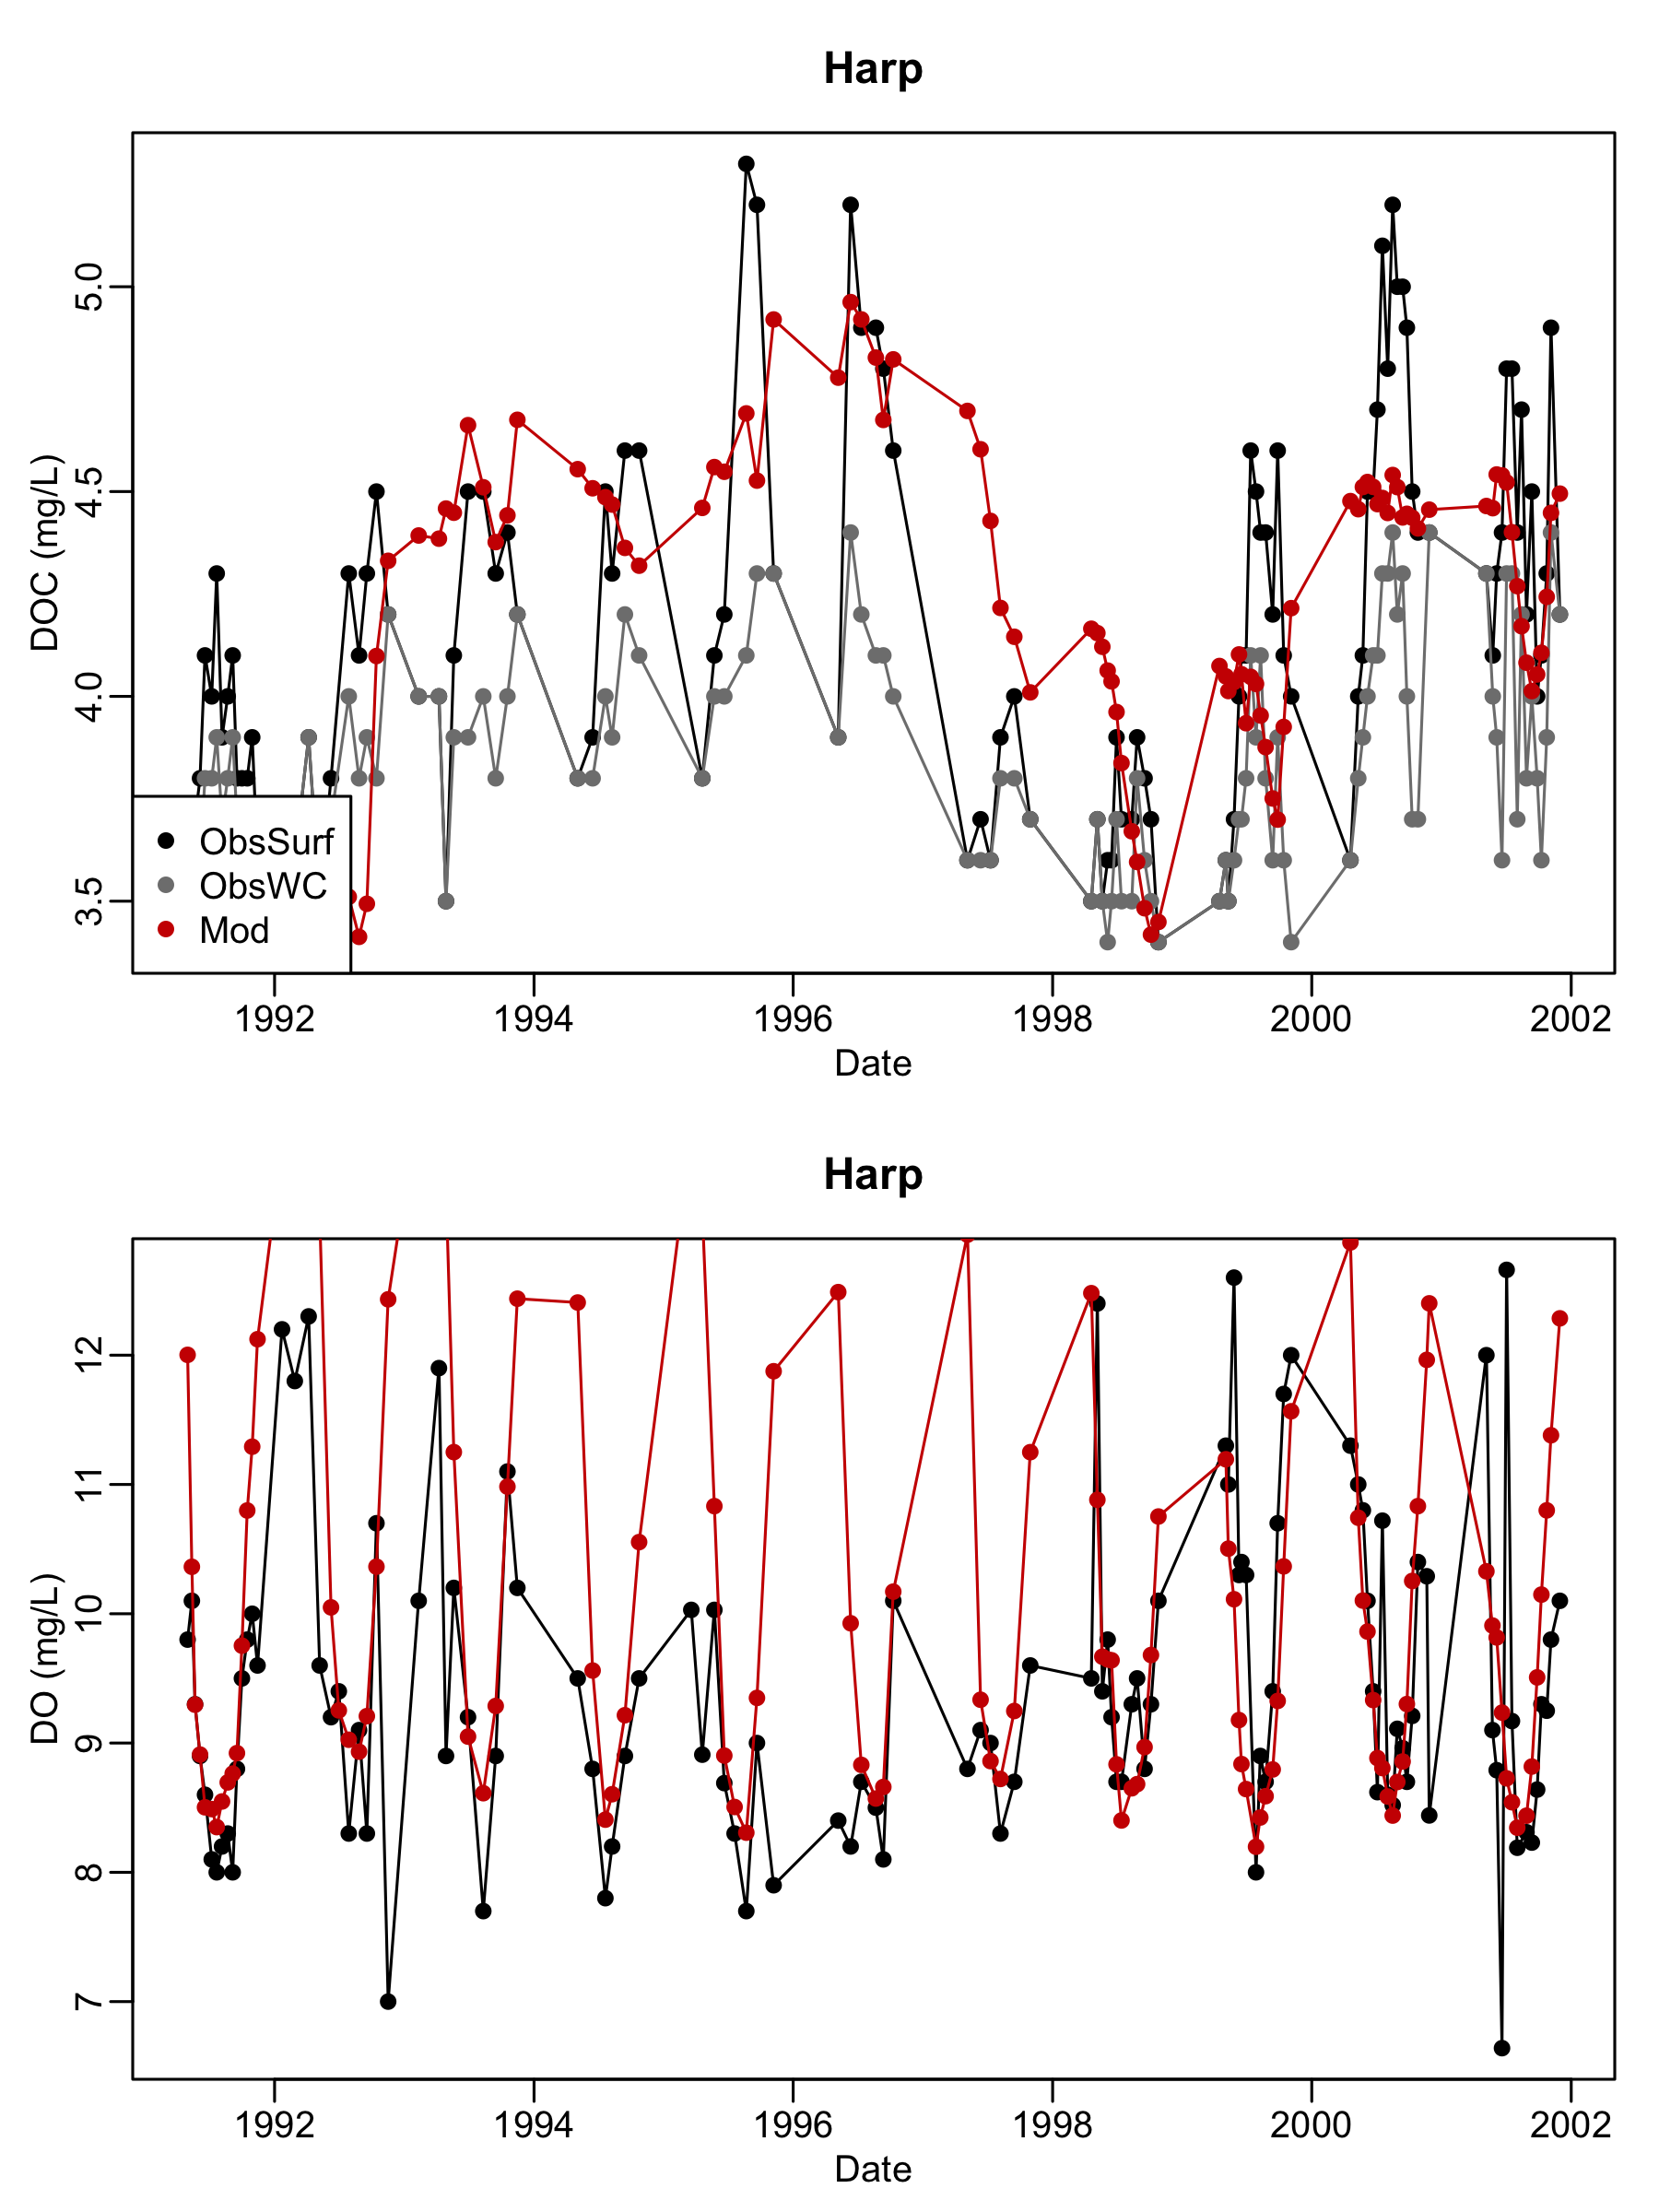 Harp
DOC (mg/L)
5.0
4.5
4.0
3.5
ObsSurf
ObsWC
Mod
1992 1994 1996 1998 2000 2002
Date
Harp
DO (mg/L)
12
11
10
9
8
7
1992 1994 1996 1998 2000 2002
Date